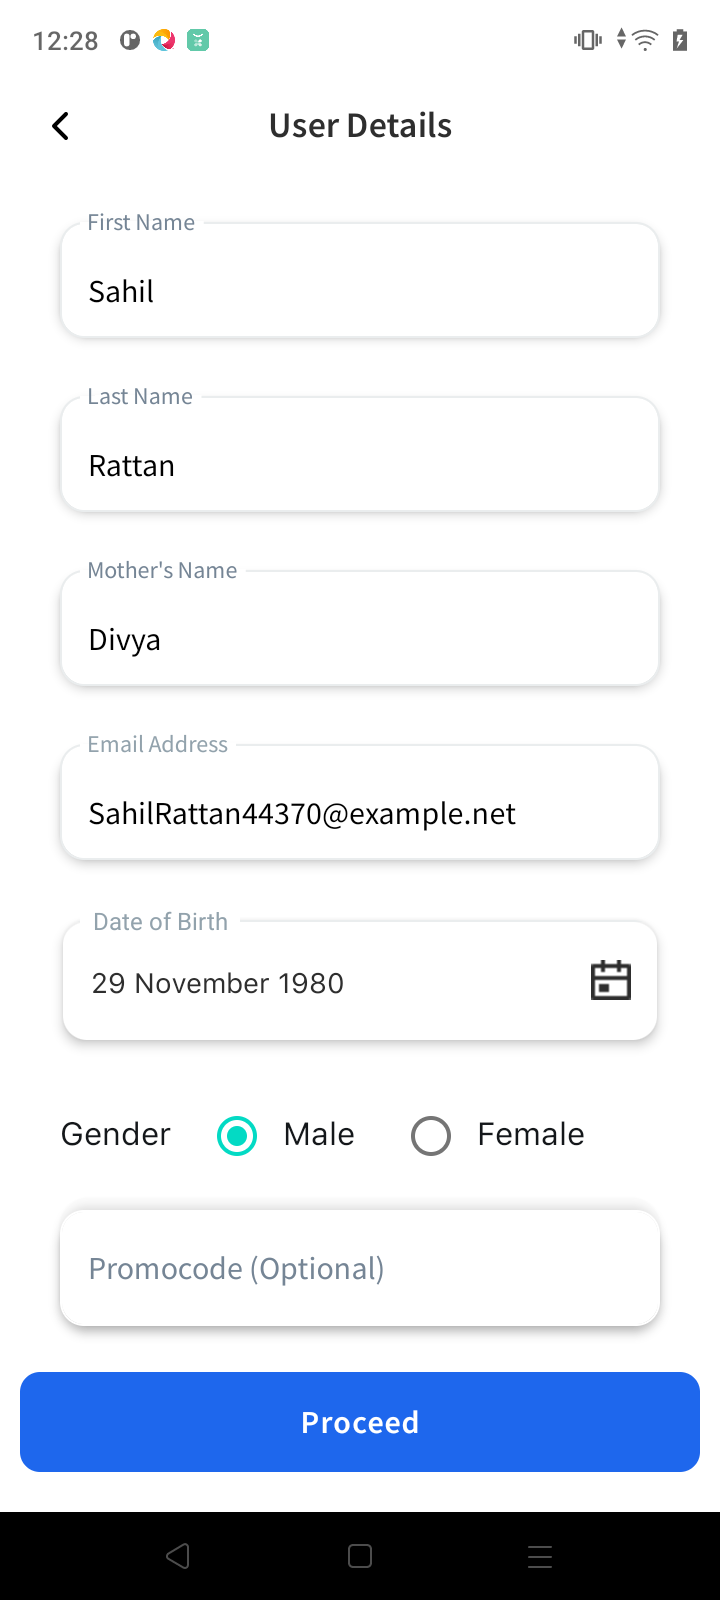 12:28
User Details
First Name
Sahil
Last Name
Rattan
Mother's Name
Divya
Email Address
SahilRattan44370@example.net
Date of Birth
29 November 1980
Gender Male Female
Promocode (Optional)
Proceed